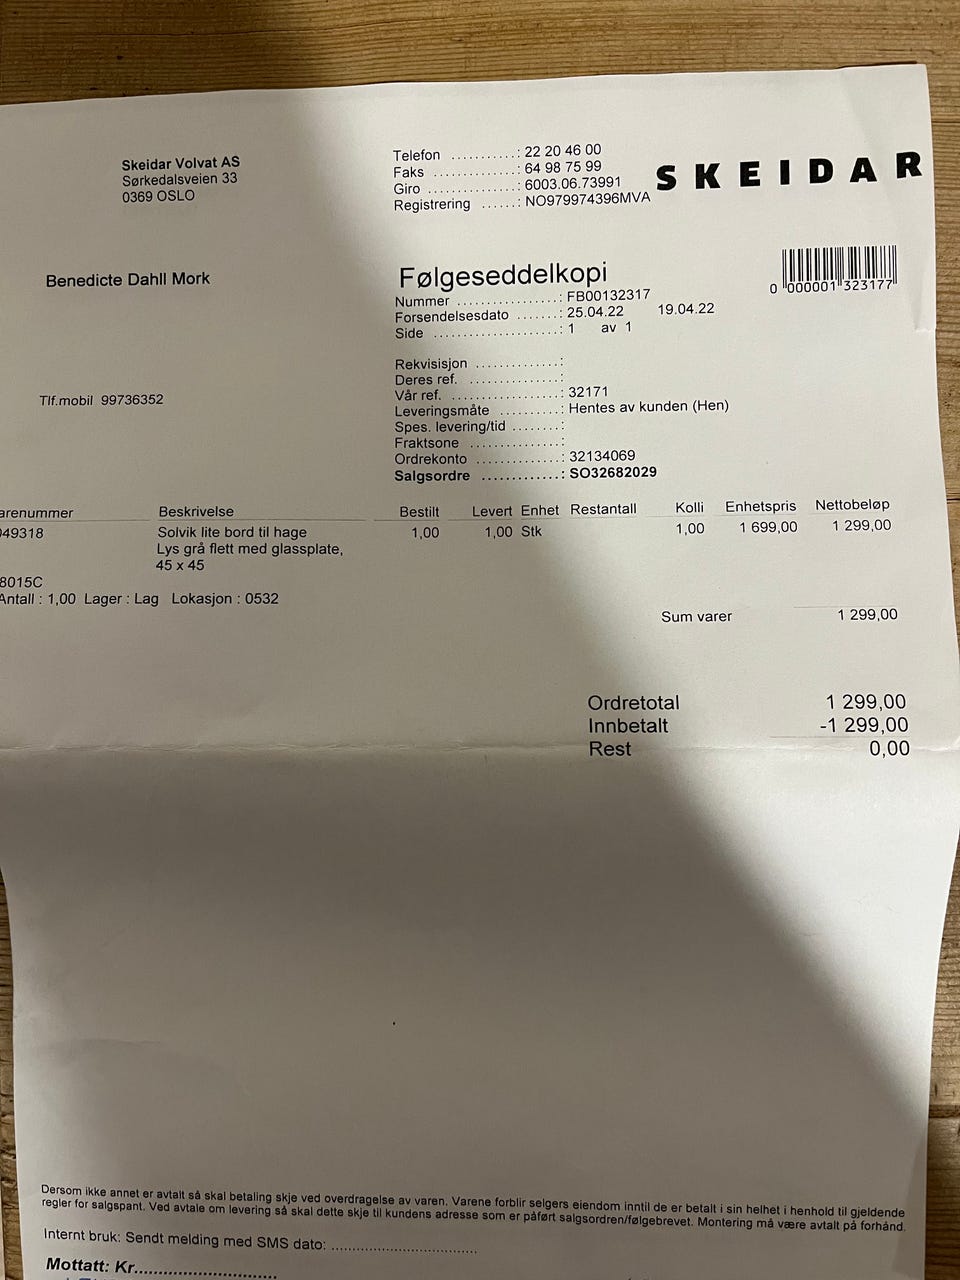 Skeidar Volvat AS
Sørkedalsveien 33
0369 OSLO
Telefon ...........: 22 20 46 00
Faks .................: 64 98 75 99
Giro ..................: 6003.06.73991
Registrering ......: NO979974396MVA
SKEIDAR
Benedicte Dahll Mork
Følgeseddelkopi
0 000001 323177
Nummer ..................: FB00132317
Forsendelsesdato .......: 25.04.22 19.04.22
Side ......................: 1 av 1
Rekvisisjon ...............:
Deres ref. ................:
Vår ref. ...................: 32171
Leveringsmåte ..........: Hentes av kunden (Hen)
Spes. levering/tid ........:
Fraktsone .................:
Ordrekonto ..............: 32134069
Salgsordre .............: SO32682029
Tlf.mobil 99736352
arenummer Beskrivelse Bestilt Levert Enhet Restantall Kolli Enhetspris Nettobeløp
049318 Solvik lite bord til hage 1,00 1,00 Stk 1,00 1 699,00 1 299,00
Lys grå flett med glassplate,
45 x 45
8015C
Antall : 1,00 Lager : Lag Lokasjon : 0532
Sum varer 1 299,00
Ordretotal 1 299,00
Innbetalt -1 299,00
Rest 0,00
Dersom ikke annet er avtalt så skal betaling skje ved overdragelse av varen. Varene forblir selgers eiendom inntil de er betalt i sin helhet i henhold til gjeldende
regler for salgspant. Ved avtale om levering så skal dette skje til kundens adresse som er påført salgsordren/følgebrevet. Montering må være avtalt på forhånd.
Internt bruk: Sendt melding med SMS dato: ................................
Mottatt: Kr...........................